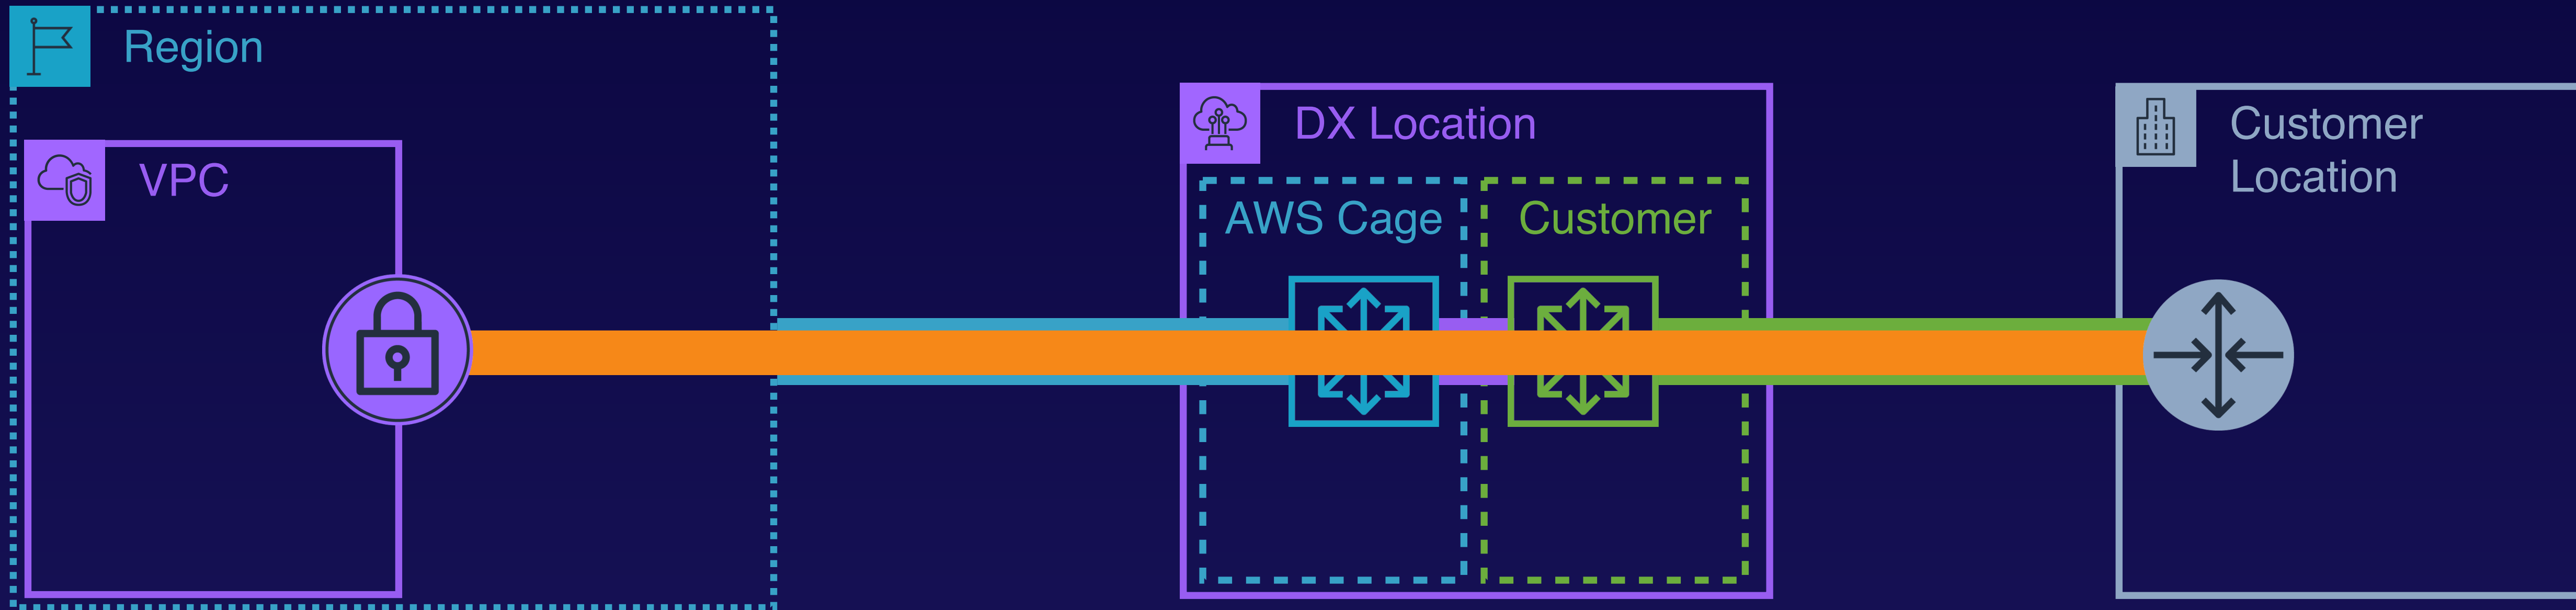 Region
VPC
DX Location
AWS Cage
Customer
Customer
Location